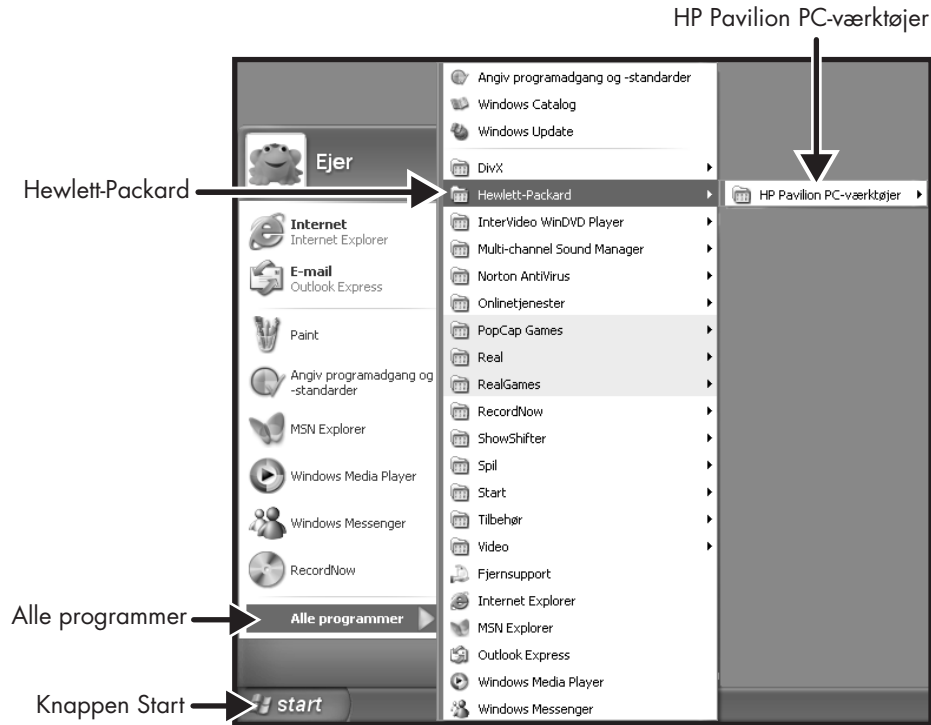 HP Pavilion PC-værktøjer
Hewlett-Packard
Alle programmer
Knappen Start
Ejer
Internet
Internet Explorer
E-mail
Outlook Express
Paint
Angiv programadgang og
-standarder
MSN Explorer
Windows Media Player
Windows Messenger
RecordNow
Alle programmer
start
Angiv programadgang og -standarder
Windows Catalog
Windows Update
DivX
Hewlett-Packard
InterVideo WinDVD Player
Multi-channel Sound Manager
Norton AntiVirus
Onlinetjenester
PopCap Games
Real
RealGames
RecordNow
ShowShifter
Spil
Start
Tilbehør
Video
Fjernsupport
Internet Explorer
MSN Explorer
Outlook Express
Windows Media Player
Windows Messenger
HP Pavilion PC-værktøjer